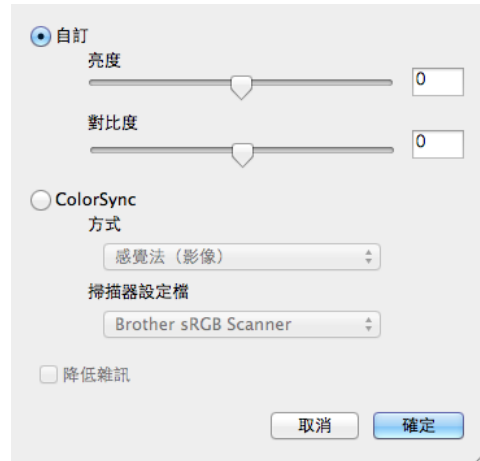 自訂
亮度
0
對比度
0
ColorSync
方式
感覺法（影像）
掃描器設定檔
Brother sRGB Scanner
降低雜訊
取消 確定